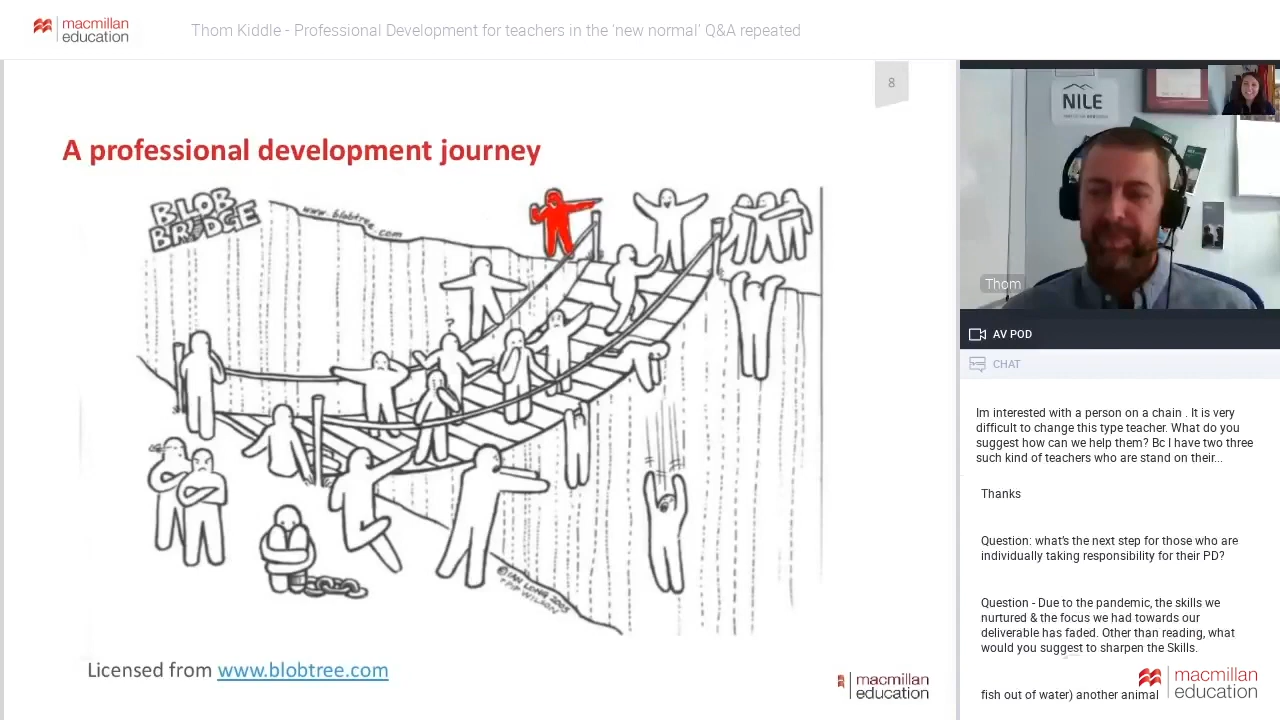 macmillan
education
Thom Kiddle - Professional Development for teachers in the 'new normal' Q&A repeated
8
A professional development journey
BLOB
BRIDGE
www.blobtree.com
?
©IAN LONG 2005
PIP WILSON
Licensed from www.blobtree.com
macmillan
education
NILE
Thom
AV POD
CHAT
Im interested with a person on a chain . It is very
difficult to change this type teacher. What do you
suggest how can we help them? Bc I have two three
such kind of teachers who are stand on their...
Thanks
Question: what's the next step for those who are
individually taking responsibility for their PD?
Question - Due to the pandemic, the skills we
nurtured & the focus we had towards our
deliverable has faded. Other than reading, what
would you suggest to sharpen the Skills.
fish out of water) another animal
macmillan
education